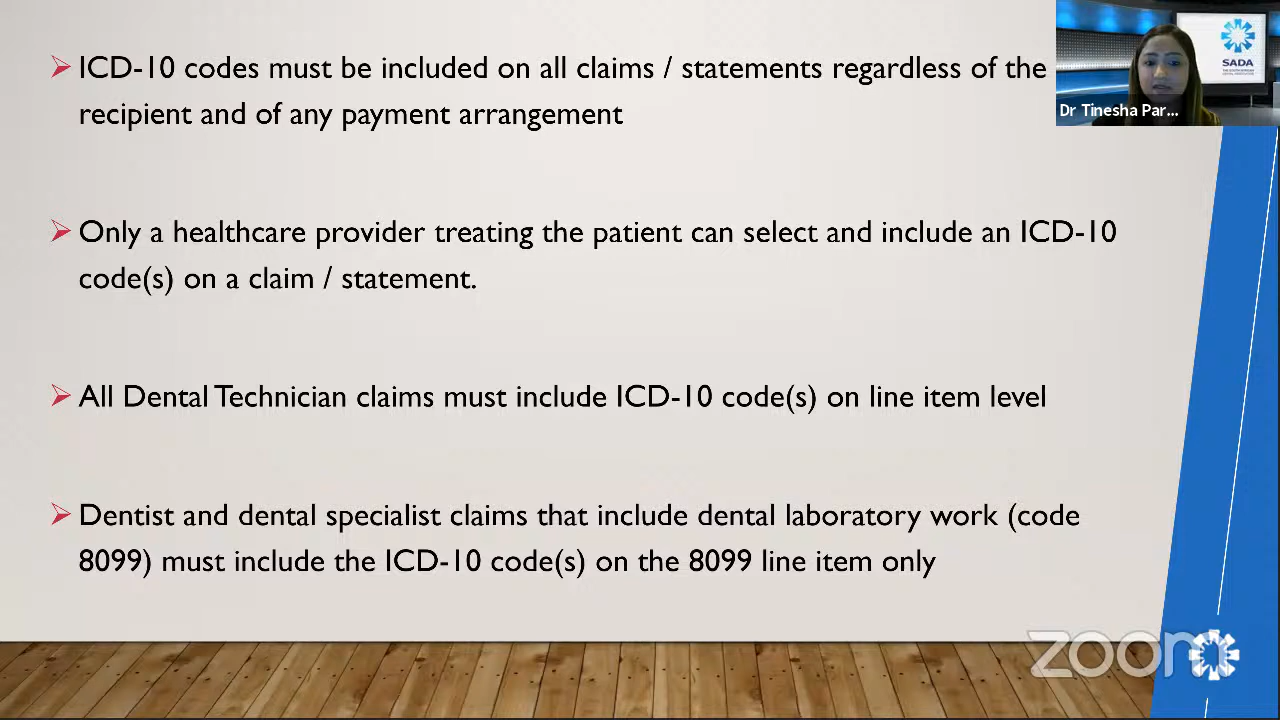 ICD-10 codes must be included on all claims / statements regardless of the
recipient and of any payment arrangement
Only a healthcare provider treating the patient can select and include an ICD-10
code(s) on a claim / statement.
All Dental Technician claims must include ICD-10 code(s) on line item level
Dentist and dental specialist claims that include dental laboratory work (code
8099) must include the ICD-10 code(s) on the 8099 line item only
SADA
Dr Tinesha Par...
zoom